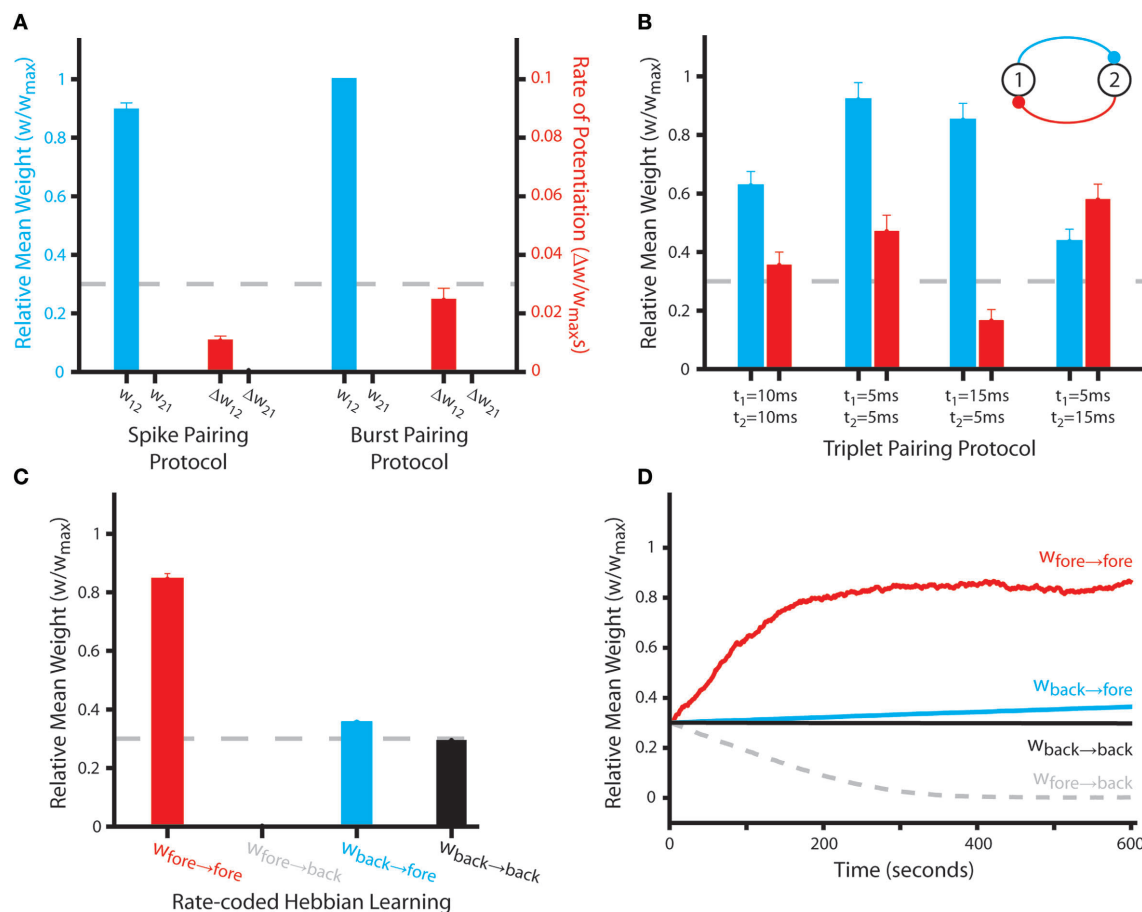 A
Relative Mean Weight (w/wmax)
1
0.8
0.6
0.4
0.2
0
0.1
0.08
0.06
0.04
0.02
0
Rate of Potentiation (Δw/wmaxs)
w12
w21
Δw12
Δw21
w12
w21
Δw12
Δw21
Spike Pairing
Protocol
Burst Pairing
Protocol
B
Relative Mean Weight (w/wmax)
1
0.8
0.6
0.4
0.2
0
1
2
t1=10ms
t2=10ms
t1=5ms
t2=5ms
t1=15ms
t2=5ms
t1=5ms
t2=15ms
Triplet Pairing Protocol
C
Relative Mean Weight (w/wmax)
1
0.8
0.6
0.4
0.2
0
Wfore→fore
Wfore→back
Wback→fore
Wback→back
Rate-coded Hebbian Learning
D
Relative Mean Weight (w/wmax)
1
0.8
0.6
0.4
0.2
0
Wfore→fore
Wback→fore
Wback→back
Wfore→back
0
200
400
600
Time (seconds)